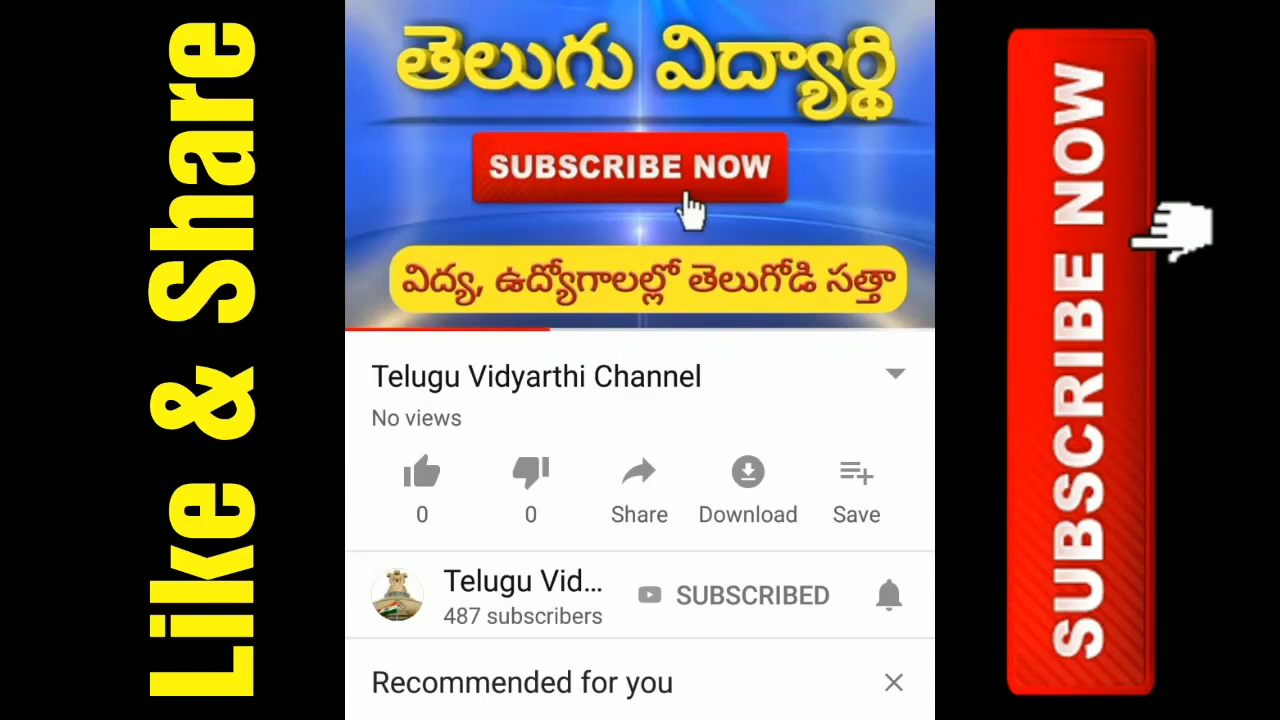 Like & Share
తెలుగు విద్యార్థి
SUBSCRIBE NOW
విద్య, ఉద్యోగాలల్లో తెలుగోడి సత్తా
Telugu Vidyarthi Channel
No views
0
0
Share
Download
Save
Telugu Vid...
487 subscribers
SUBSCRIBED
Recommended for you
SUBSCRIBE NOW